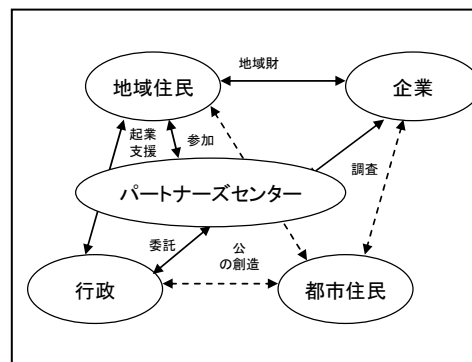 地域財
地域住民
企業
起業
支援
参加
調査
パートナーズセンター
委託
公
の創造
行政
都市住民